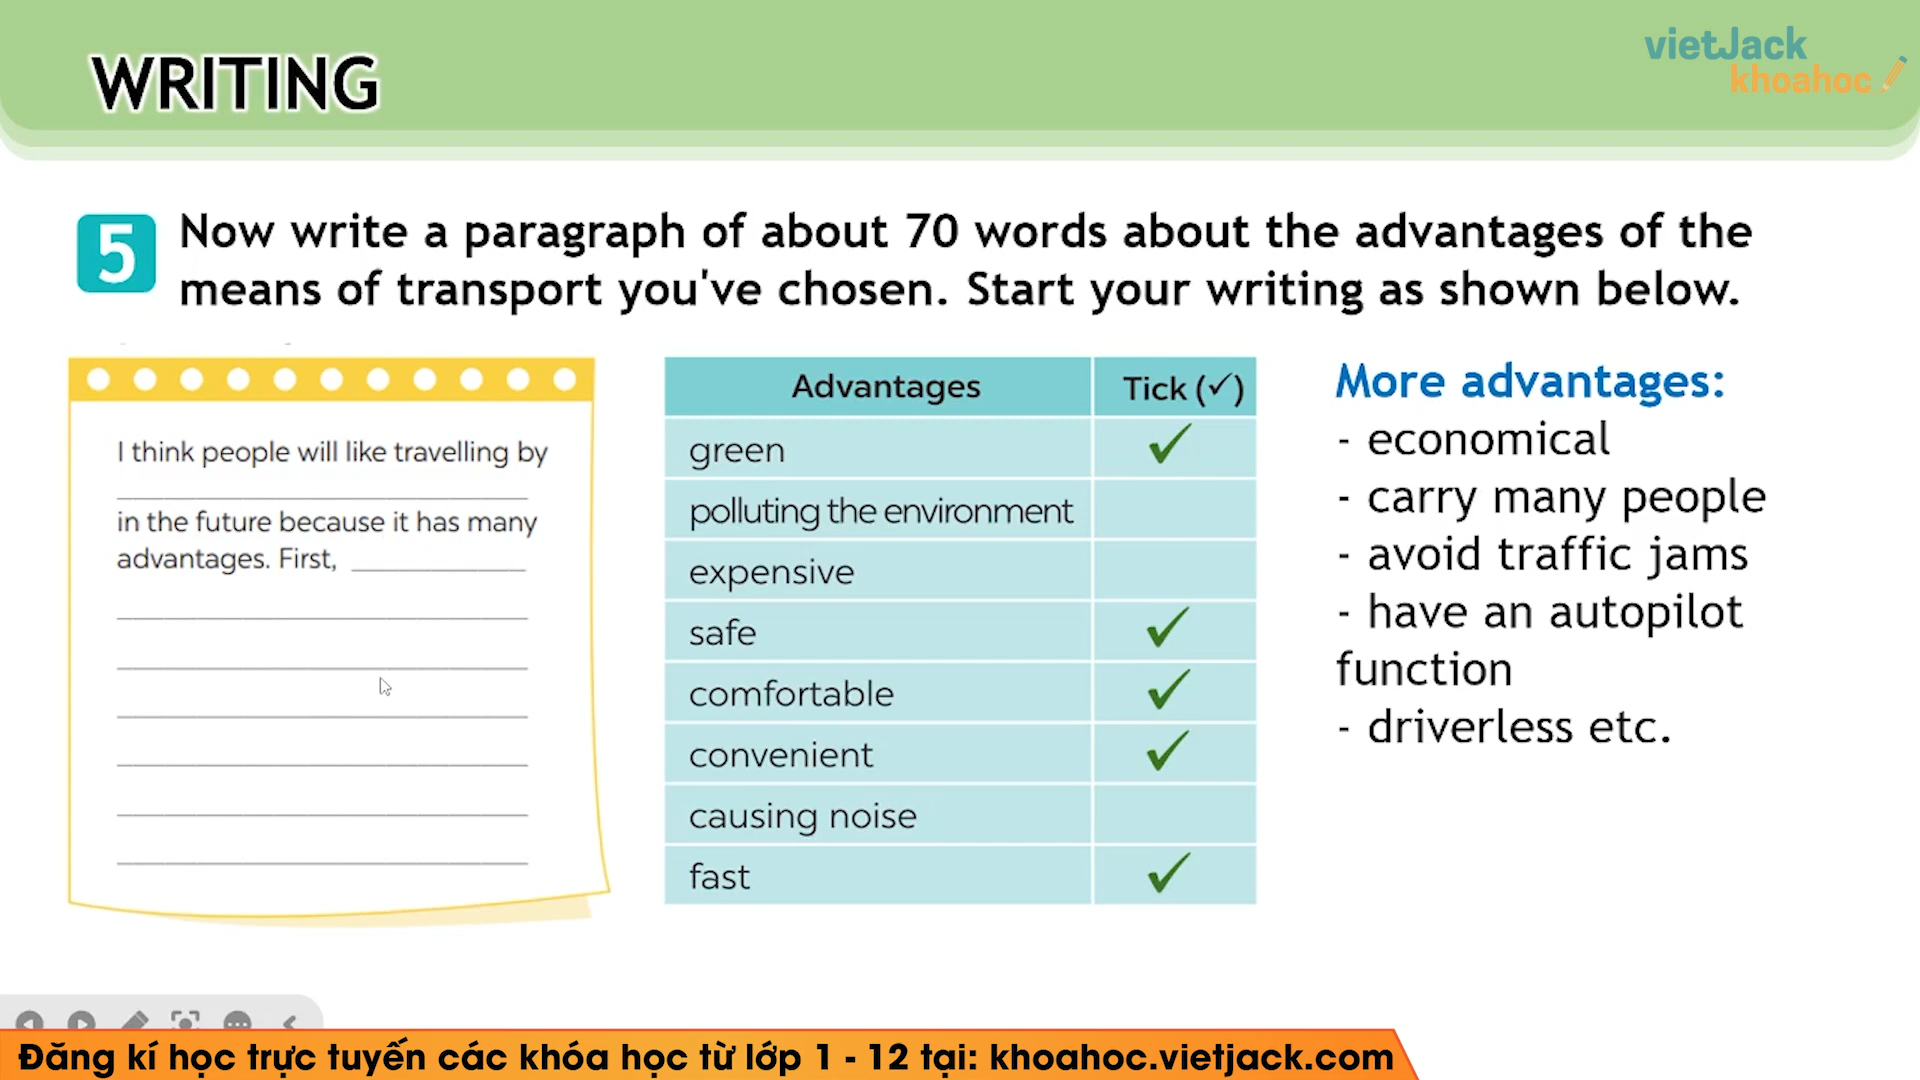 WRITING
vietJack
khoahoc
5
Now write a paragraph of about 70 words about the advantages of the
means of transport you've chosen. Start your writing as shown below.
I think people will like travelling by
in the future because it has many
advantages. First,
Advantages Tick (✓)
green ✓
polluting the environment
expensive
safe ✓
comfortable ✓
convenient ✓
causing noise
fast ✓
More advantages:
- economical
- carry many people
- avoid traffic jams
- have an autopilot
function
- driverless etc.
Đăng kí học trực tuyến các khóa học từ lớp 1 - 12 tại: khoahoc.vietjack.com